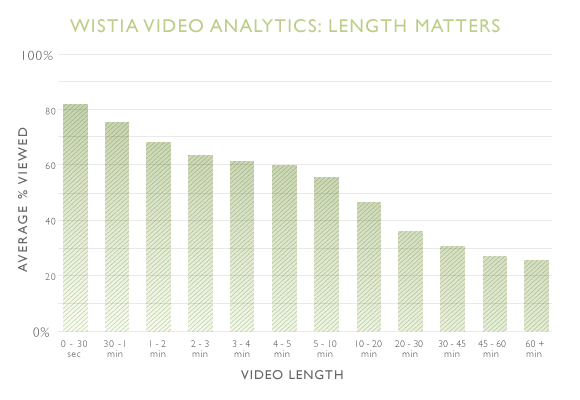 WISTIA VIDEO ANALYTICS: LENGTH MATTERS
100%
80
60
40
20
0%
AVERAGE % VIEWED
0 - 30 sec
30 -1 min
1 - 2 min
2 - 3 min
3 - 4 min
4 - 5 min
5 - 10 min
10 - 20 min
20 - 30 min
30 - 45 min
45 - 60 min
60 + min
VIDEO LENGTH